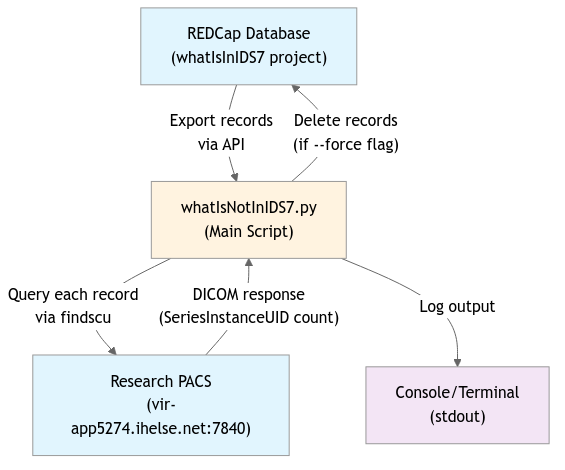 REDCap Database
(whatIsInIDS7 project)
Export records
via API
Delete records
(if --force flag)
whatIsNotInIDS7.py
(Main Script)
Query each record
via findscu
DICOM response
(SeriesInstanceUID count)
Log output
Research PACS
(vir-
app5274.ihelse.net:7840)
Console/Terminal
(stdout)